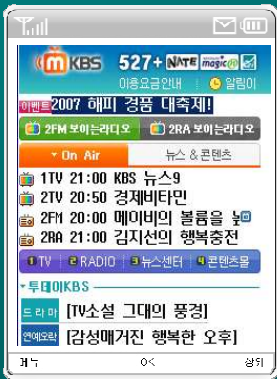 mKBS 527+ NATE magicⓝ
이용요금안내 알림이
이벤트 2007 해피 경품 대축제!
2FM 보이는라디오 2RA 보이는라디오
On Air 뉴스 & 콘텐츠
1TV 21:00 KBS 뉴스9
2TV 20:50 경제비타민
2FM 20:00 메이비의 볼륨을 높
2RA 21:00 김지선의 행복충전
1 TV 2 RADIO 3 뉴스센터 4 콘텐츠몰
투데이KBS
드라마 [TV소설 그대의 풍경]
연예오락 [감성매거진 행복한 오후]
메뉴 OK 상위